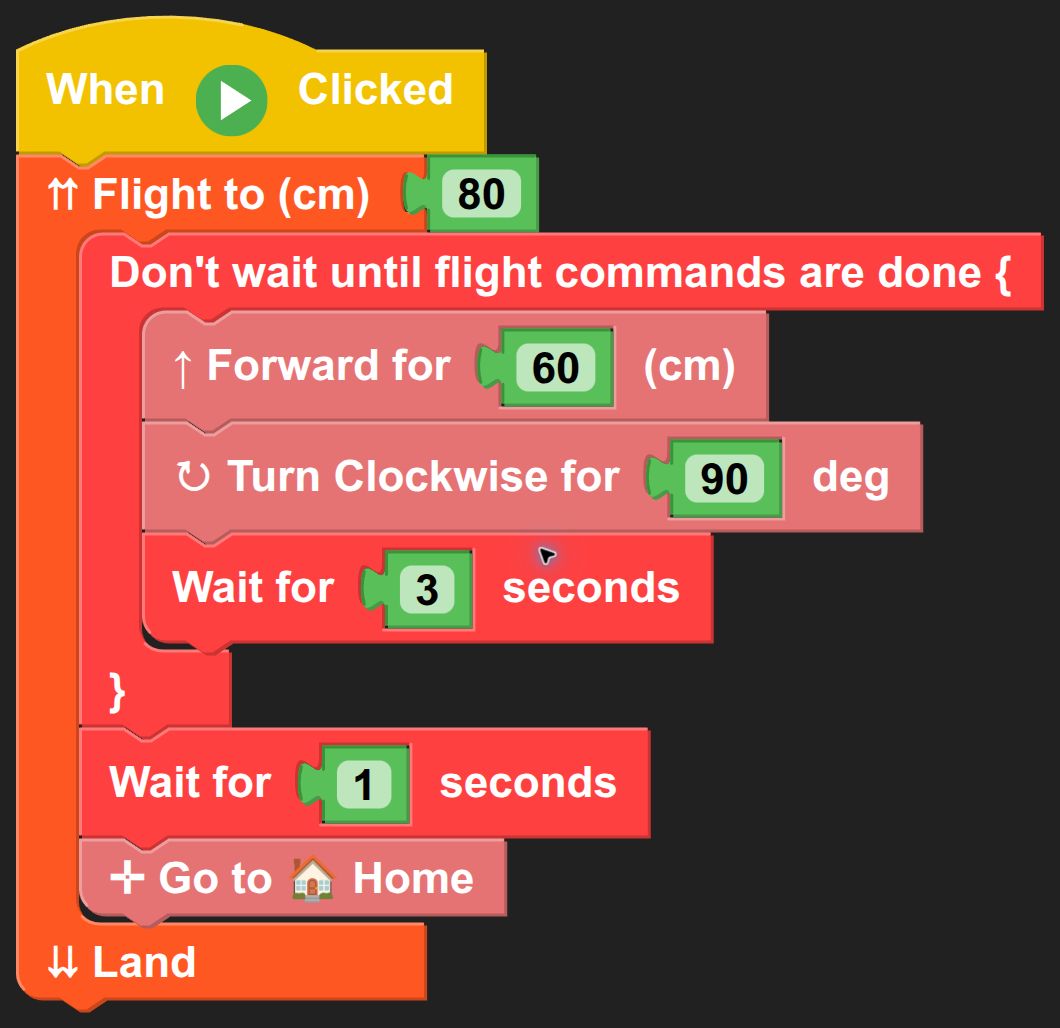 When Clicked
⇈ Flight to (cm) 80
Don't wait until flight commands are done {
↑ Forward for 60 (cm)
↻ Turn Clockwise for 90 deg
Wait for 3 seconds
}
Wait for 1 seconds
✛ Go to 🏠 Home
⇊ Land